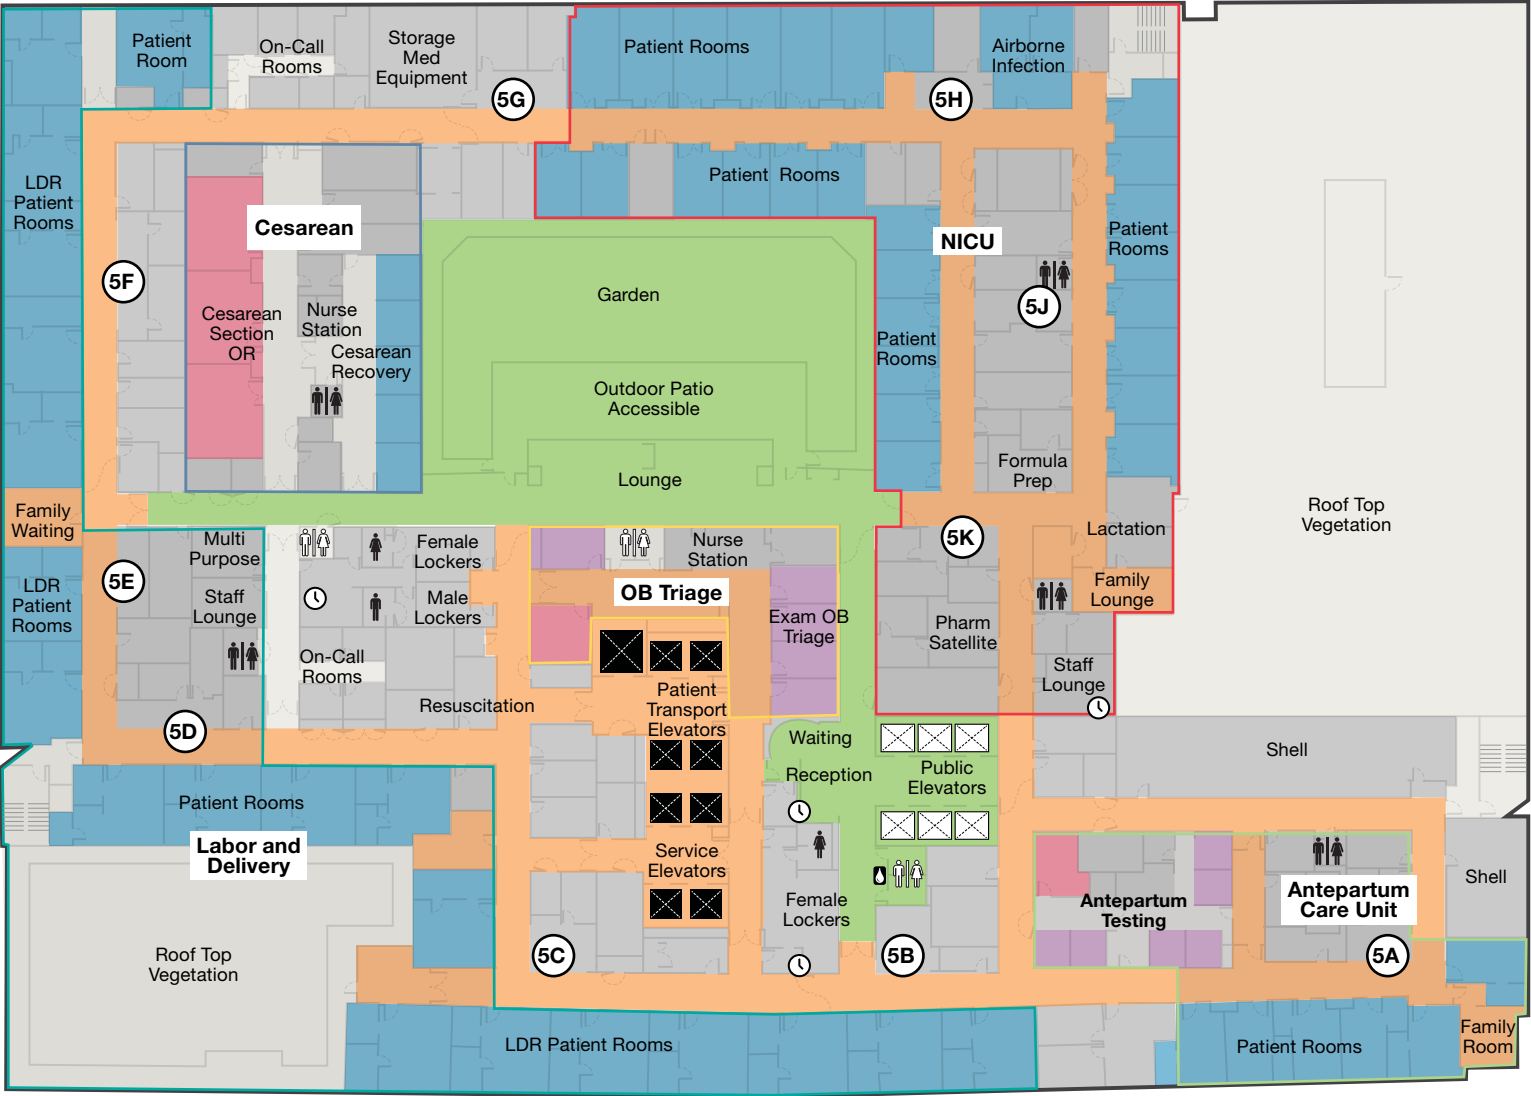 Patient
Room
On-Call
Rooms
Storage
Med
Equipment
5G
Patient Rooms
Airborne
Infection
5H
LDR
Patient
Rooms
Patient Rooms
Cesarean
NICU
Patient
Rooms
5F
Garden
5J
Cesarean
Section
OR
Nurse
Station
Cesarean
Recovery
Patient
Rooms
Outdoor Patio
Accessible
Formula
Prep
Lounge
Family
Waiting
Roof Top
Vegetation
Multi
Purpose
Female
Lockers
Nurse
Station
5K
Lactation
5E
LDR
Patient
Rooms
Staff
Lounge
Male
Lockers
OB Triage
Exam OB
Triage
Family
Lounge
Pharm
Satellite
On-Call
Rooms
Staff
Lounge
Resuscitation
Patient
Transport
Elevators
5D
Waiting
Shell
Reception
Public
Elevators
Patient Rooms
Labor and
Delivery
Service
Elevators
Antepartum
Testing
Antepartum
Care Unit
Shell
Female
Lockers
Roof Top
Vegetation
5C
5B
5A
LDR Patient Rooms
Patient Rooms
Family
Room